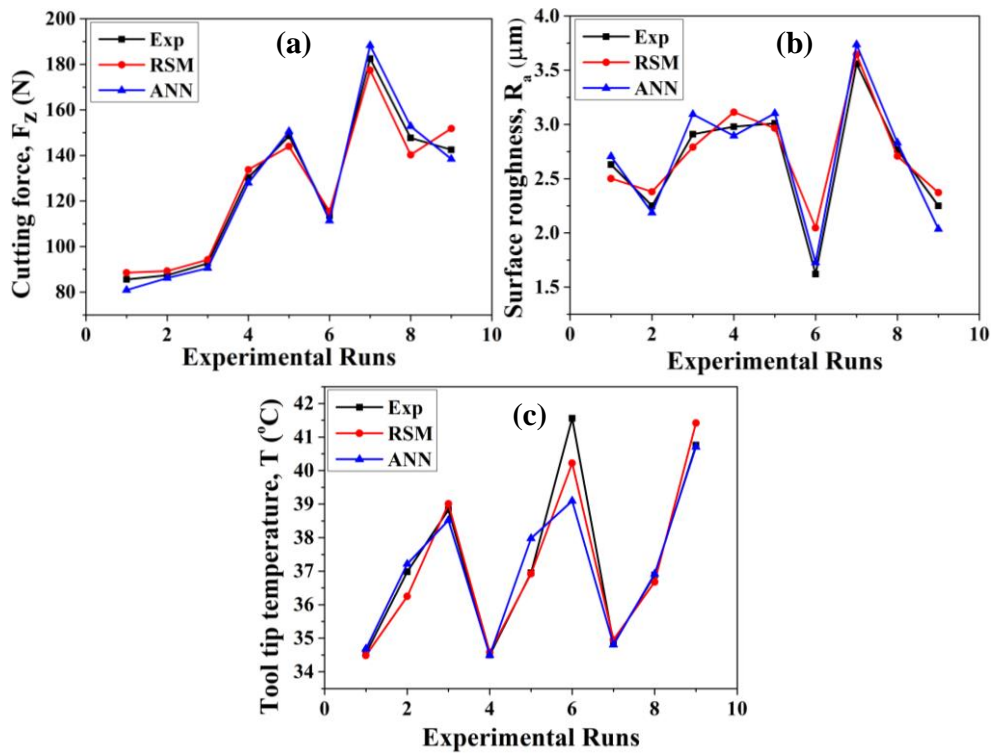 (a)
Exp
RSM
ANN
Cutting force, F_Z (N)
200
180
160
140
120
100
80
0 2 4 6 8 10
Experimental Runs
(b)
Exp
RSM
ANN
Surface roughness, R_a (μm)
4.0
3.5
3.0
2.5
2.0
1.5
0 2 4 6 8 10
Experimental Runs
(c)
Exp
RSM
ANN
Tool tip temperature, T (°C)
42
41
40
39
38
37
36
35
34
0 2 4 6 8 10
Experimental Runs